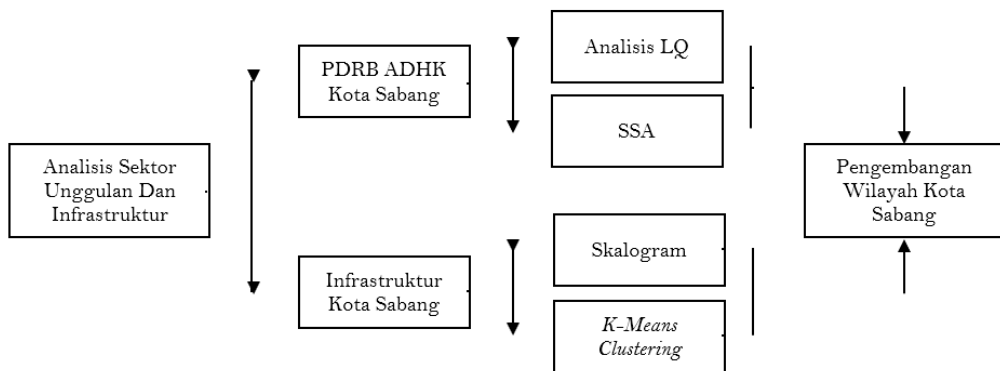 Analisis Sektor
Unggulan Dan
Infrastruktur
PDRB ADHK
Kota Sabang
Analisis LQ
SSA
Infrastruktur
Kota Sabang
Skalogram
K-Means
Clustering
Pengembangan
Wilayah Kota
Sabang